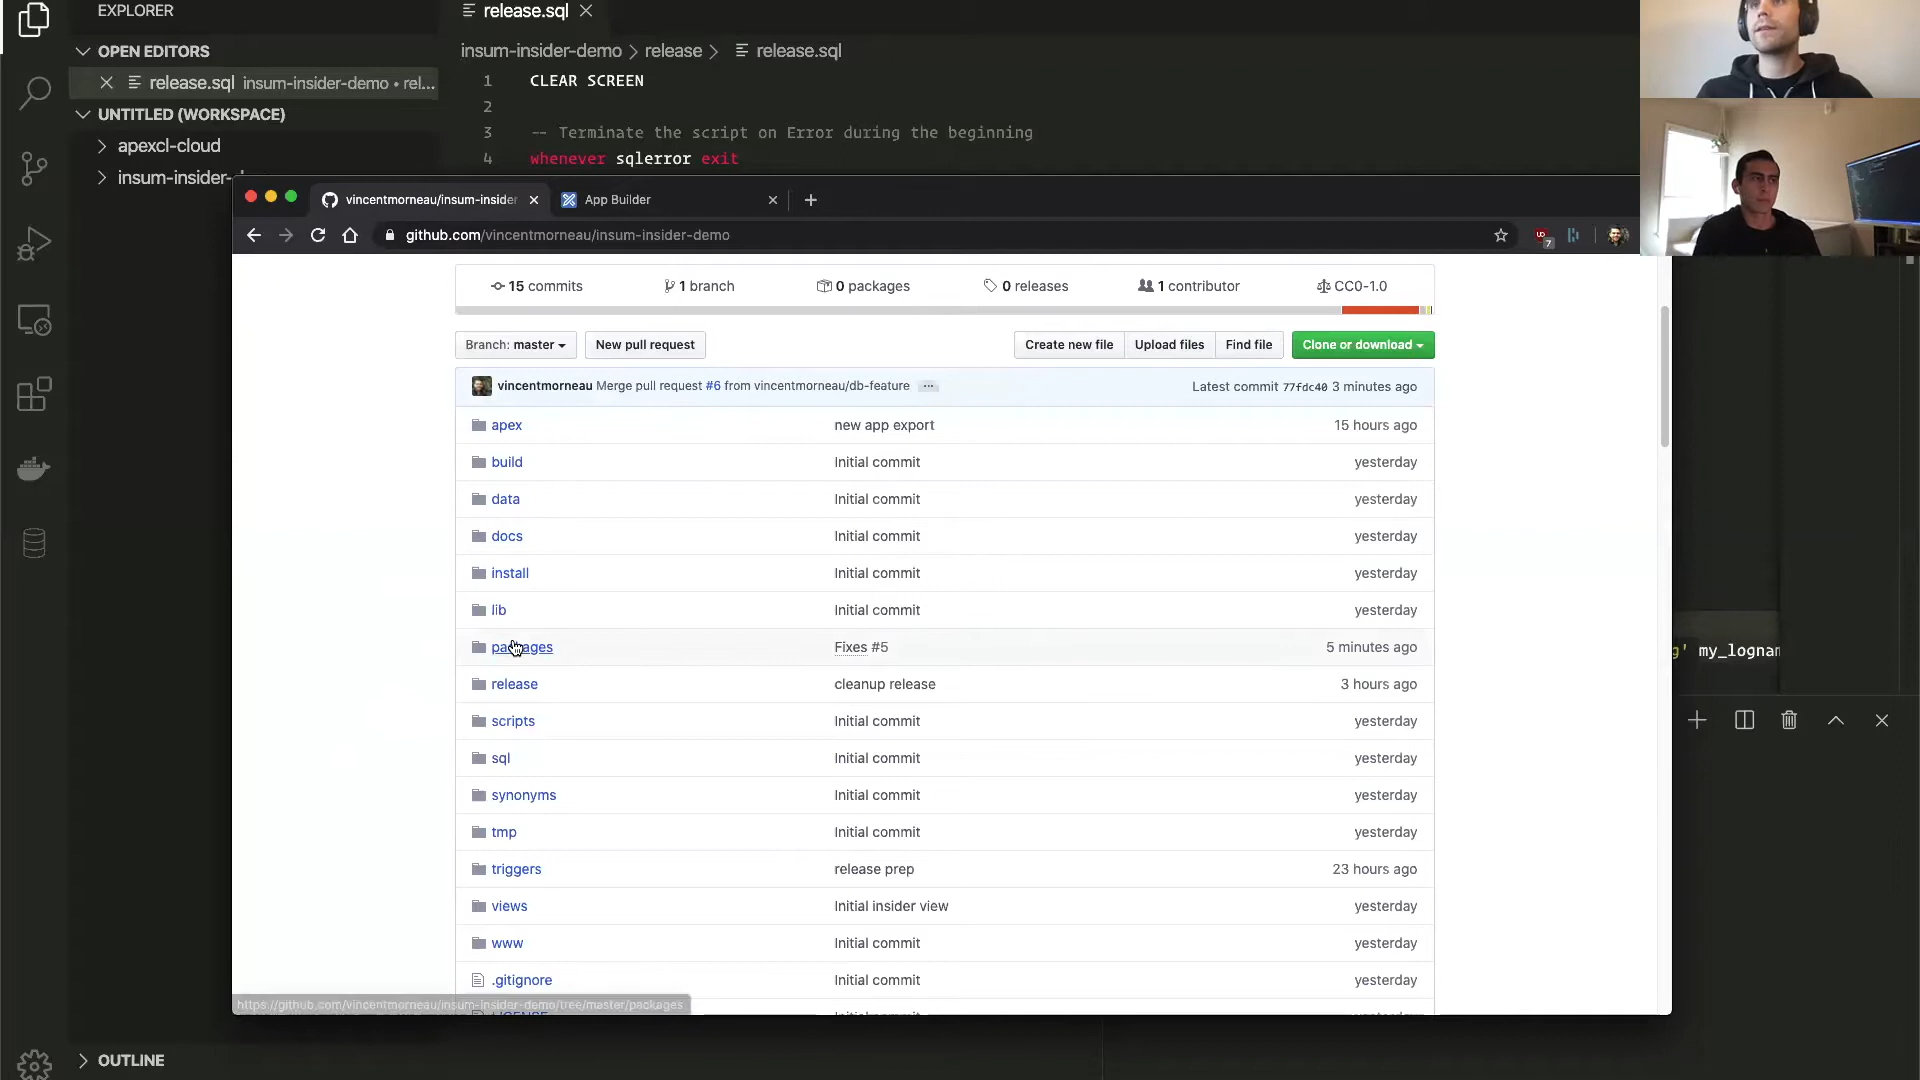 EXPLORER
release.sql
OPEN EDITORS
release.sql insum-insider-demo • rel...
UNTITLED (WORKSPACE)
apexcl-cloud
insum-insider-
insum-insider-demo > release > release.sql
1 CLEAR SCREEN
2
3 -- Terminate the script on Error during the beginning
4 whenever sqlerror exit
vincentmorneau/insum-insider
App Builder
github.com/vincentmorneau/insum-insider-demo
7
15 commits
1 branch
0 packages
0 releases
1 contributor
CC0-1.0
Branch: master
New pull request
Create new file
Upload files
Find file
Clone or download
vincentmorneau Merge pull request #6 from vincentmorneau/db-feature ...
Latest commit 77fdc40 3 minutes ago
apex new app export 15 hours ago
build Initial commit yesterday
data Initial commit yesterday
docs Initial commit yesterday
install Initial commit yesterday
lib Initial commit yesterday
packages Fixes #5 5 minutes ago
release cleanup release 3 hours ago
scripts Initial commit yesterday
sql Initial commit yesterday
synonyms Initial commit yesterday
tmp Initial commit yesterday
triggers release prep 23 hours ago
views Initial insider view yesterday
www Initial commit yesterday
.gitignore Initial commit yesterday
https://github.com/vincentmorneau/insum-insider-demo/tree/master/packages
g' my_lognam
OUTLINE